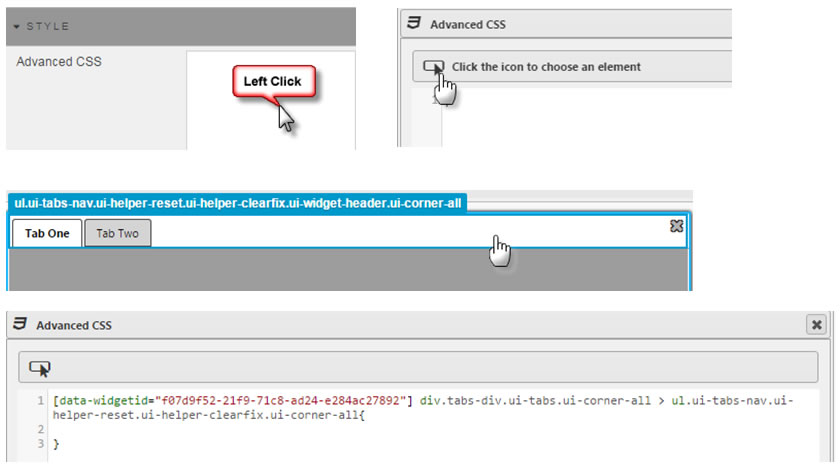 STYLE
Advanced CSS
Left Click
Advanced CSS
Click the icon to choose an element
1
ul.ui-tabs-nav.ui-helper-reset.ui-helper-clearfix.ui-widget-header.ui-corner-all
Tab One
Tab Two
Advanced CSS
1 [data-widgetid="f07d9f52-21f9-71c8-ad24-e284ac27892"] div.tabs-div.ui-tabs.ui-corner-all > ul.ui-tabs-nav.ui-
helper-reset.ui-helper-clearfix.ui-corner-all{
2
3 }